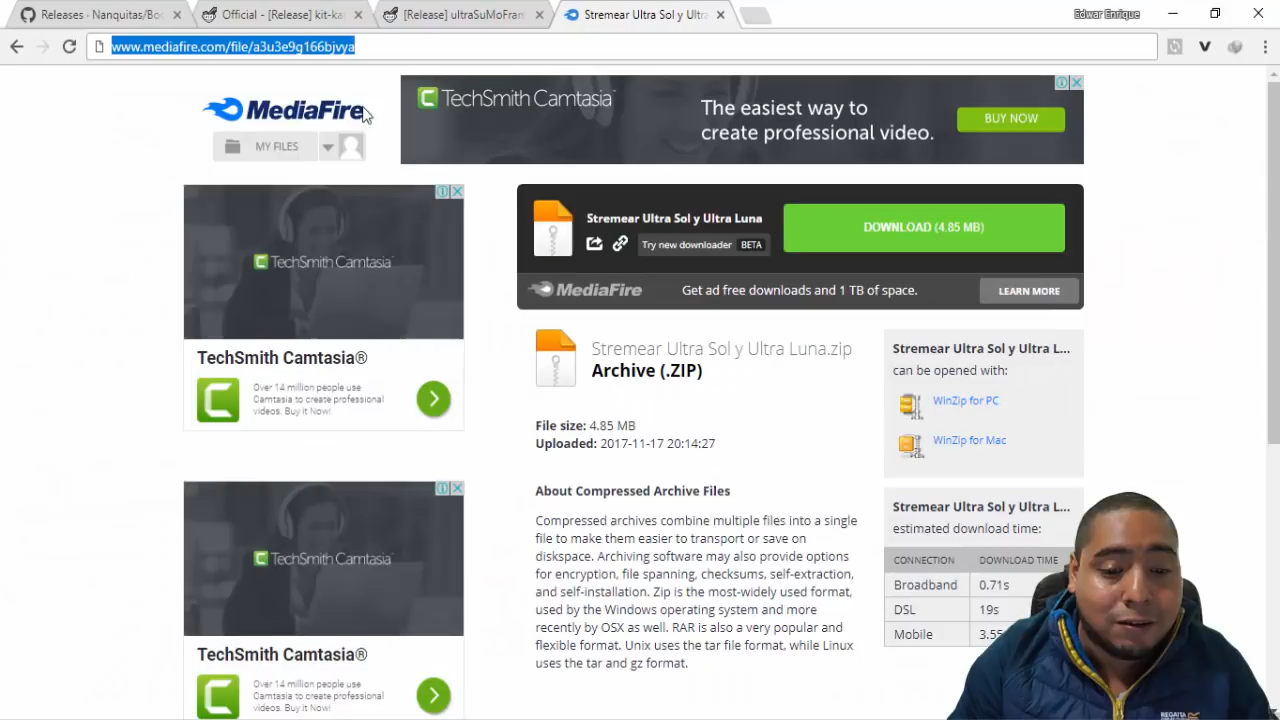 Releases · Nanquitas/Boo
Official - [Release] kit-ka
[Release] ultraSuMoFram
Stremear Ultra Sol y Ultra
Edwar Enrique
www.mediafire.com/file/a3u3e9g166bjvya
MediaFire
MY FILES
TechSmith Camtasia
The easiest way to
create professional video.
BUY NOW
TechSmith Camtasia
TechSmith Camtasia®
Over 14 million people use
Camtasia to create professional
videos. Buy It Now!
TechSmith Camtasia
TechSmith Camtasia®
Over 14 million people use
Camtasia to create professional
videos. Buy It Now!
Stremear Ultra Sol y Ultra Luna
Try new downloader BETA
DOWNLOAD (4.85 MB)
MediaFire
Get ad free downloads and 1 TB of space.
LEARN MORE
Stremear Ultra Sol y Ultra Luna.zip
Archive (.ZIP)
File size: 4.85 MB
Uploaded: 2017-11-17 20:14:27
About Compressed Archive Files
Compressed archives combine multiple files into a single
file to make them easier to transport or save on
diskspace. Archiving software may also provide options
for encryption, file spanning, checksums, self-extraction,
and self-installation. Zip is the most-widely used format,
used by the Windows operating system and more
recently by OSX as well. RAR is also a very popular and
flexible format. Unix uses the tar file format, while Linux
uses the tar and gz format.
Stremear Ultra Sol y Ultra L...
can be opened with:
WinZip for PC
WinZip for Mac
Stremear Ultra Sol y Ultra L...
estimated download time:
CONNECTION DOWNLOAD TIME
Broadband 0.71s
DSL 19s
Mobile 3.55
REGATTA